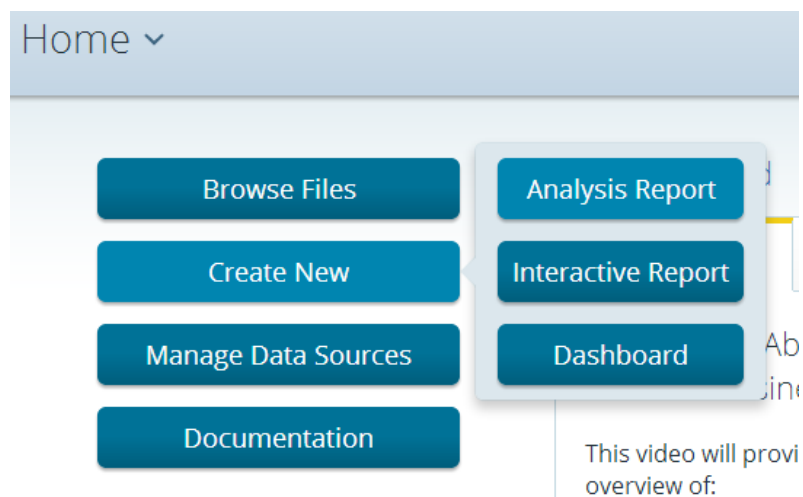 Home
Browse Files
Create New
Manage Data Sources
Documentation
Analysis Report
Interactive Report
Dashboard
This video will
overview of: